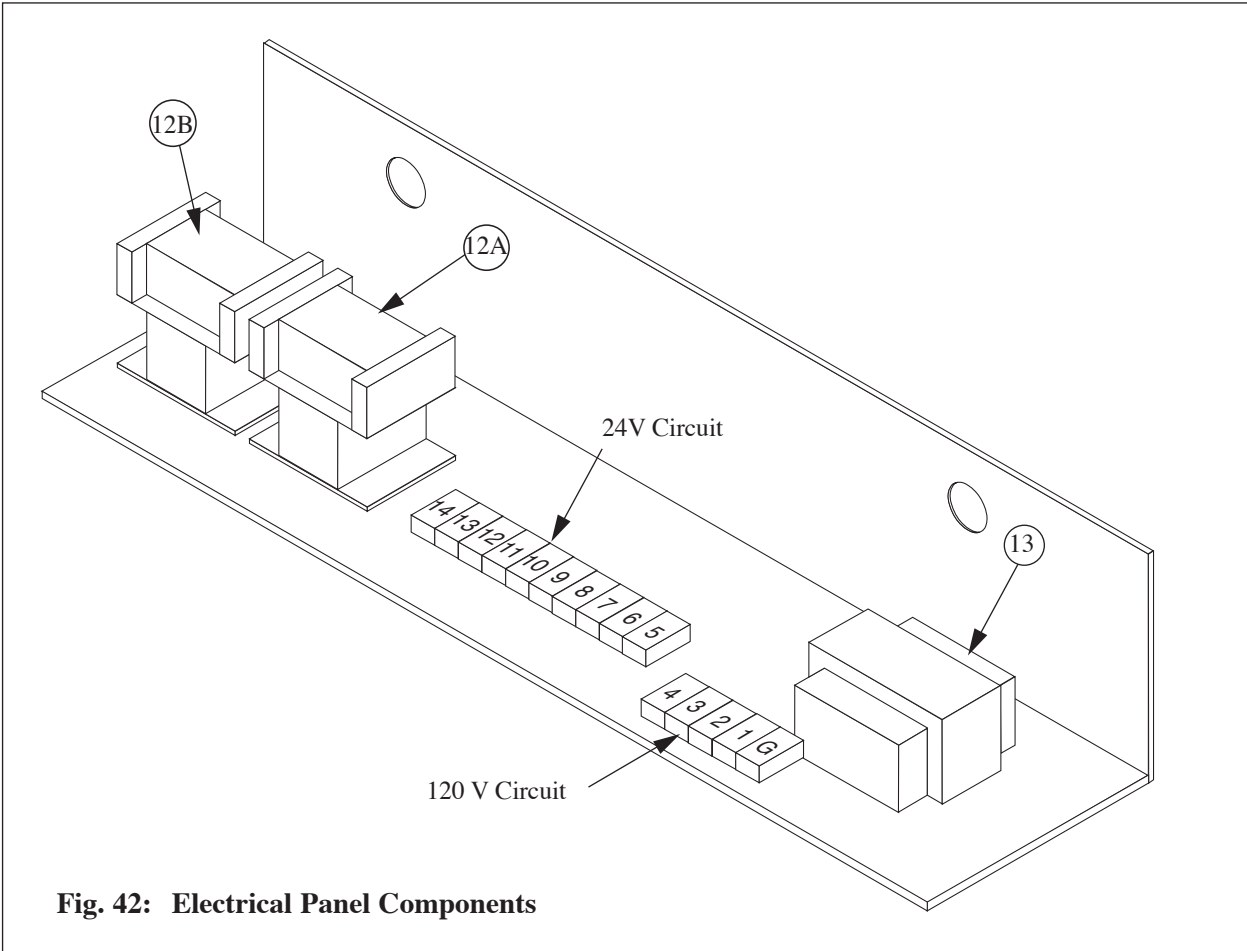 12B
12A
24V Circuit
14 13 12 11 10 9 8 7 6 5
13
4 3 2 1 G
120 V Circuit
Fig. 42: Electrical Panel Components